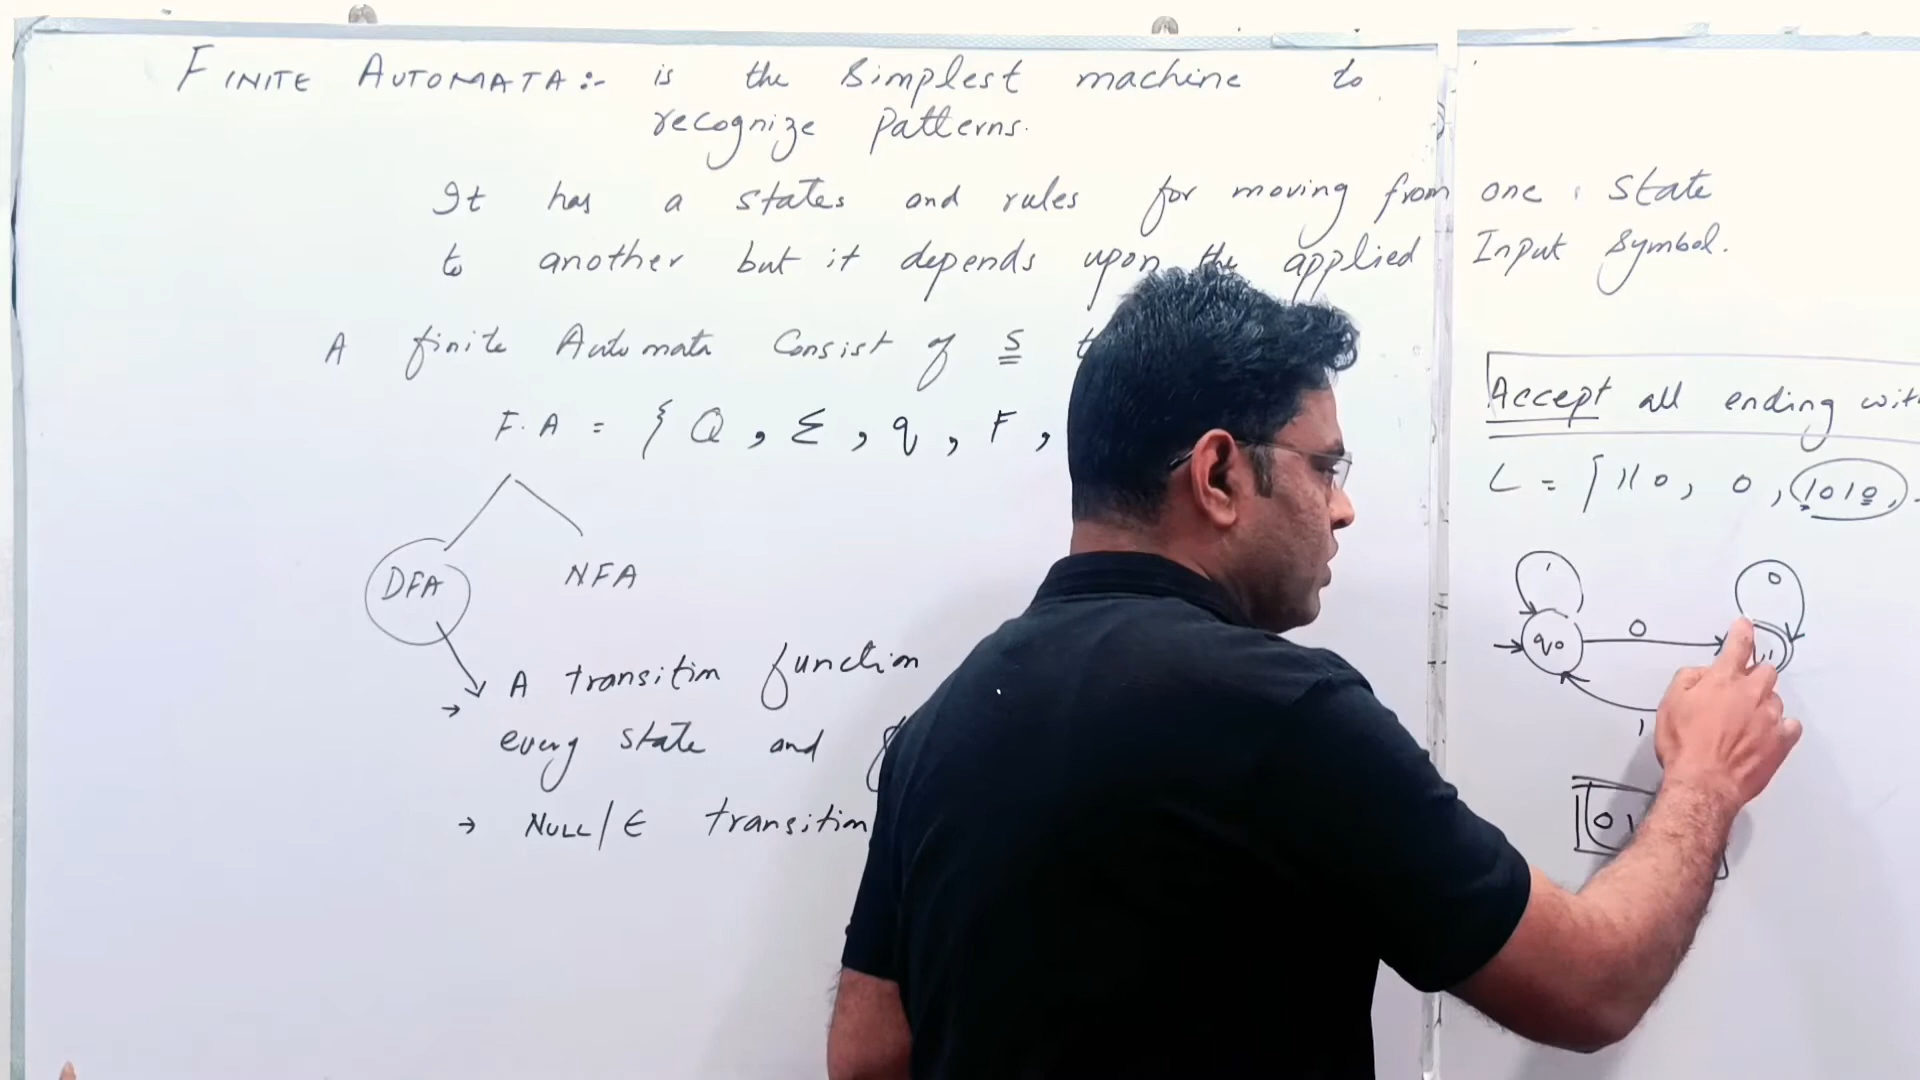 FINITE AUTOMATA:- is the simplest machine to
recognize patterns.
It has a states and rules for moving from one state
to another but it depends upon the applied Input symbol.
A finite Automata Consist of 5
F.A = { Q, Σ, q, F,
DFA NFA
→ A transition function
every state and
→ NULL/∈ transition
Accept all ending with
L = { 110, 0, 1010,
1 0
q0 0 q1
1
01